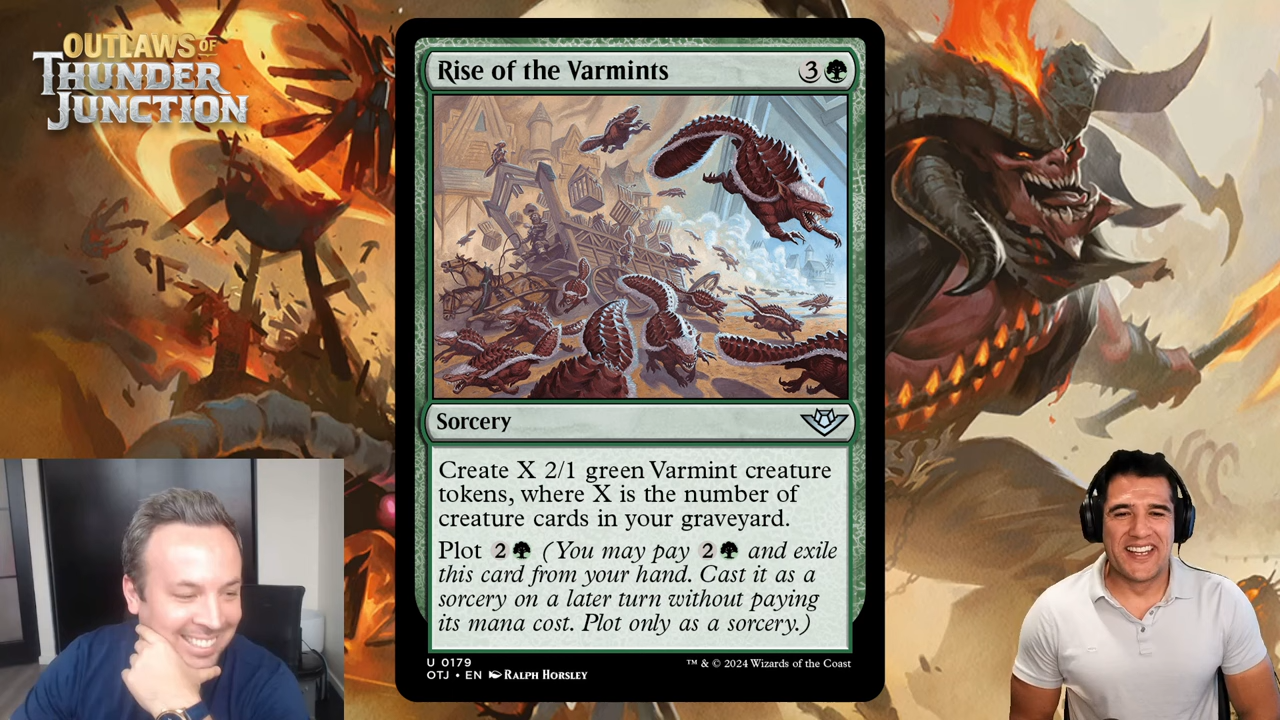 OUTLAWS OF
THUNDER
JUNCTION
Rise of the Varmints 3
Sorcery
Create X 2/1 green Varmint creature
tokens, where X is the number of
creature cards in your graveyard.
Plot 2 (You may pay 2 and exile
this card from your hand. Cast it as a
sorcery on a later turn without paying
its mana cost. Plot only as a sorcery.)
U 0179
OTJ • EN RALPH HORSLEY
™ & © 2024 Wizards of the Coast